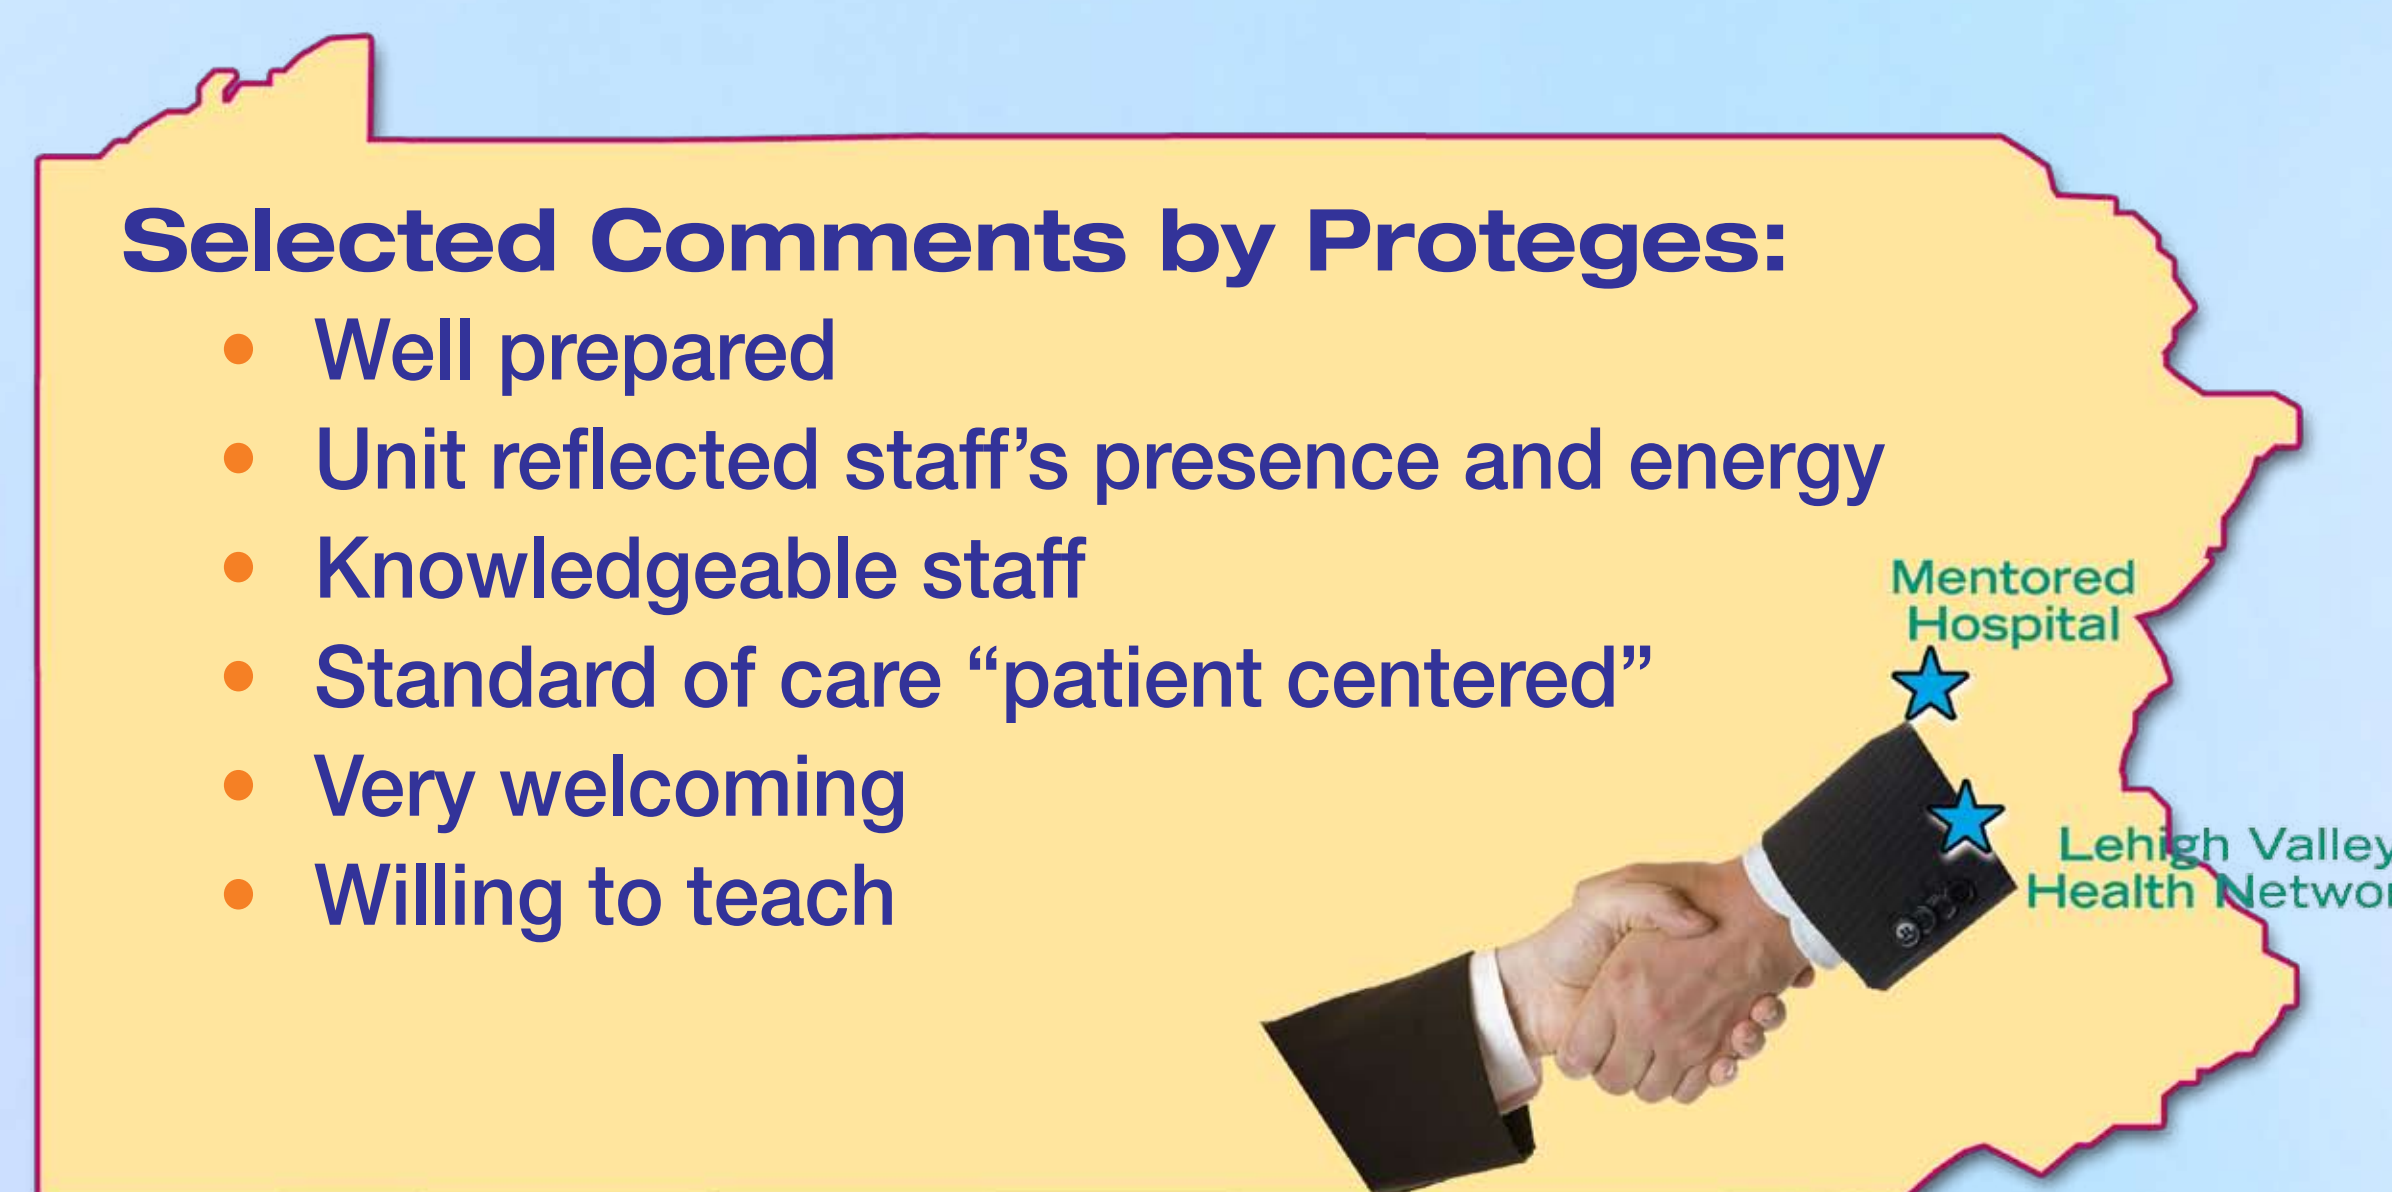 Selected Comments by Proteges:
• Well prepared
• Unit reflected staff’s presence and energy
• Knowledgeable staff
• Standard of care “patient centered”
• Very welcoming
• Willing to teach
Mentored
Hospital
Lehigh Valley
Health Networ